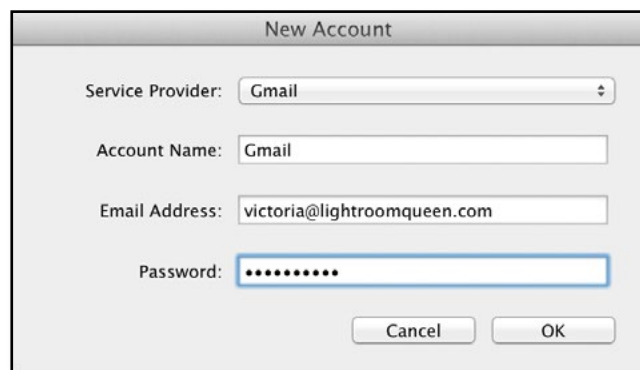 New Account
Service Provider: Gmail
Account Name: Gmail
Email Address: victoria@lightroomqueen.com
Password: ••••••••••
Cancel OK